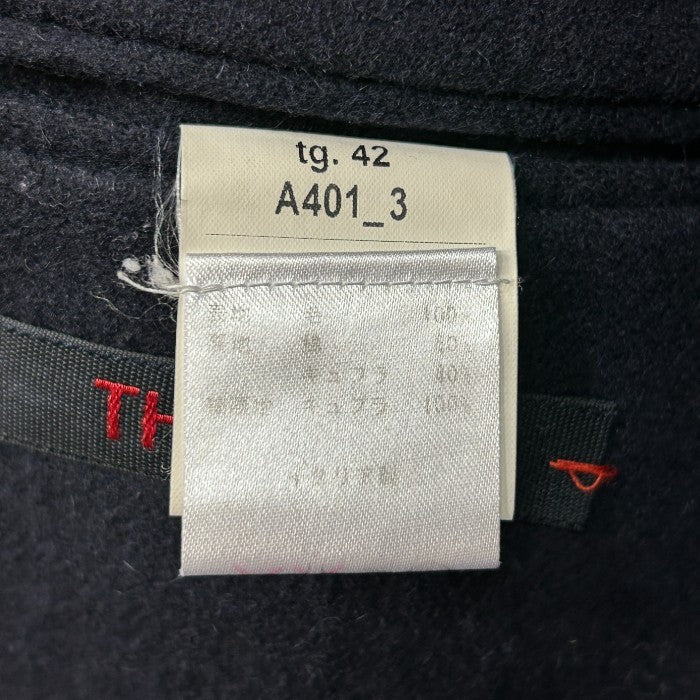 tg. 42
A401_3
表地 毛 100%
裏地 綿 60%
キュプラ 40%
袖裏地 キュプラ 100%
イタリア製
TH